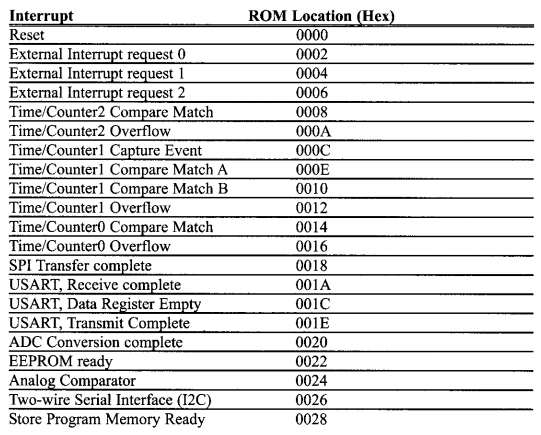 Interrupt ROM Location (Hex)
Reset 0000
External Interrupt request 0 0002
External Interrupt request 1 0004
External Interrupt request 2 0006
Time/Counter2 Compare Match 0008
Time/Counter2 Overflow 000A
Time/Counter1 Capture Event 000C
Time/Counter1 Compare Match A 000E
Time/Counter1 Compare Match B 0010
Time/Counter1 Overflow 0012
Time/Counter0 Compare Match 0014
Time/Counter0 Overflow 0016
SPI Transfer complete 0018
USART, Receive complete 001A
USART, Data Register Empty 001C
USART, Transmit Complete 001E
ADC Conversion complete 0020
EEPROM ready 0022
Analog Comparator 0024
Two-wire Serial Interface (I2C) 0026
Store Program Memory Ready 0028